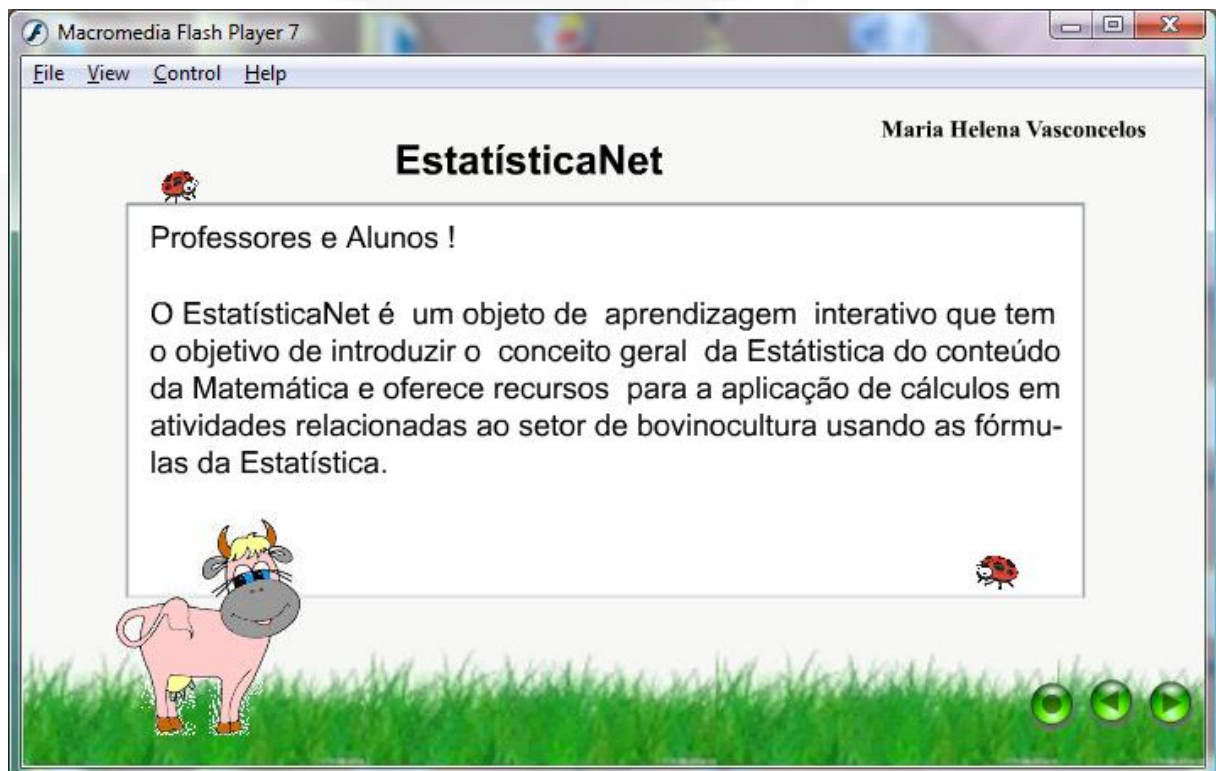 Macromedia Flash Player 7
File View Control Help
Maria Helena Vasconcelos
EstatísticaNet
Professores e Alunos !
O EstatísticaNet é um objeto de aprendizagem interativo que tem
o objetivo de introduzir o conceito geral da Estátistica do conteúdo
da Matemática e oferece recursos para a aplicação de cálculos em
atividades relacionadas ao setor de bovinocultura usando as fórmu-
las da Estatística.